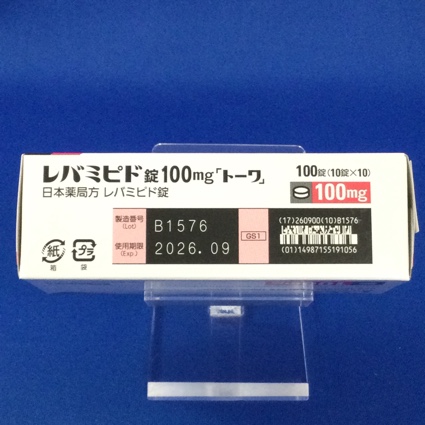 レバミピド錠100mg「トーワ」
100錠(10錠×10)
日本薬局方 レバミピド錠
100mg
製造番号
(Lot)
B1576
使用期限
(Exp.)
2026.09
GS1
(17)260900(10)B1576
(01)14987155191056
紙
箱
プラ
袋